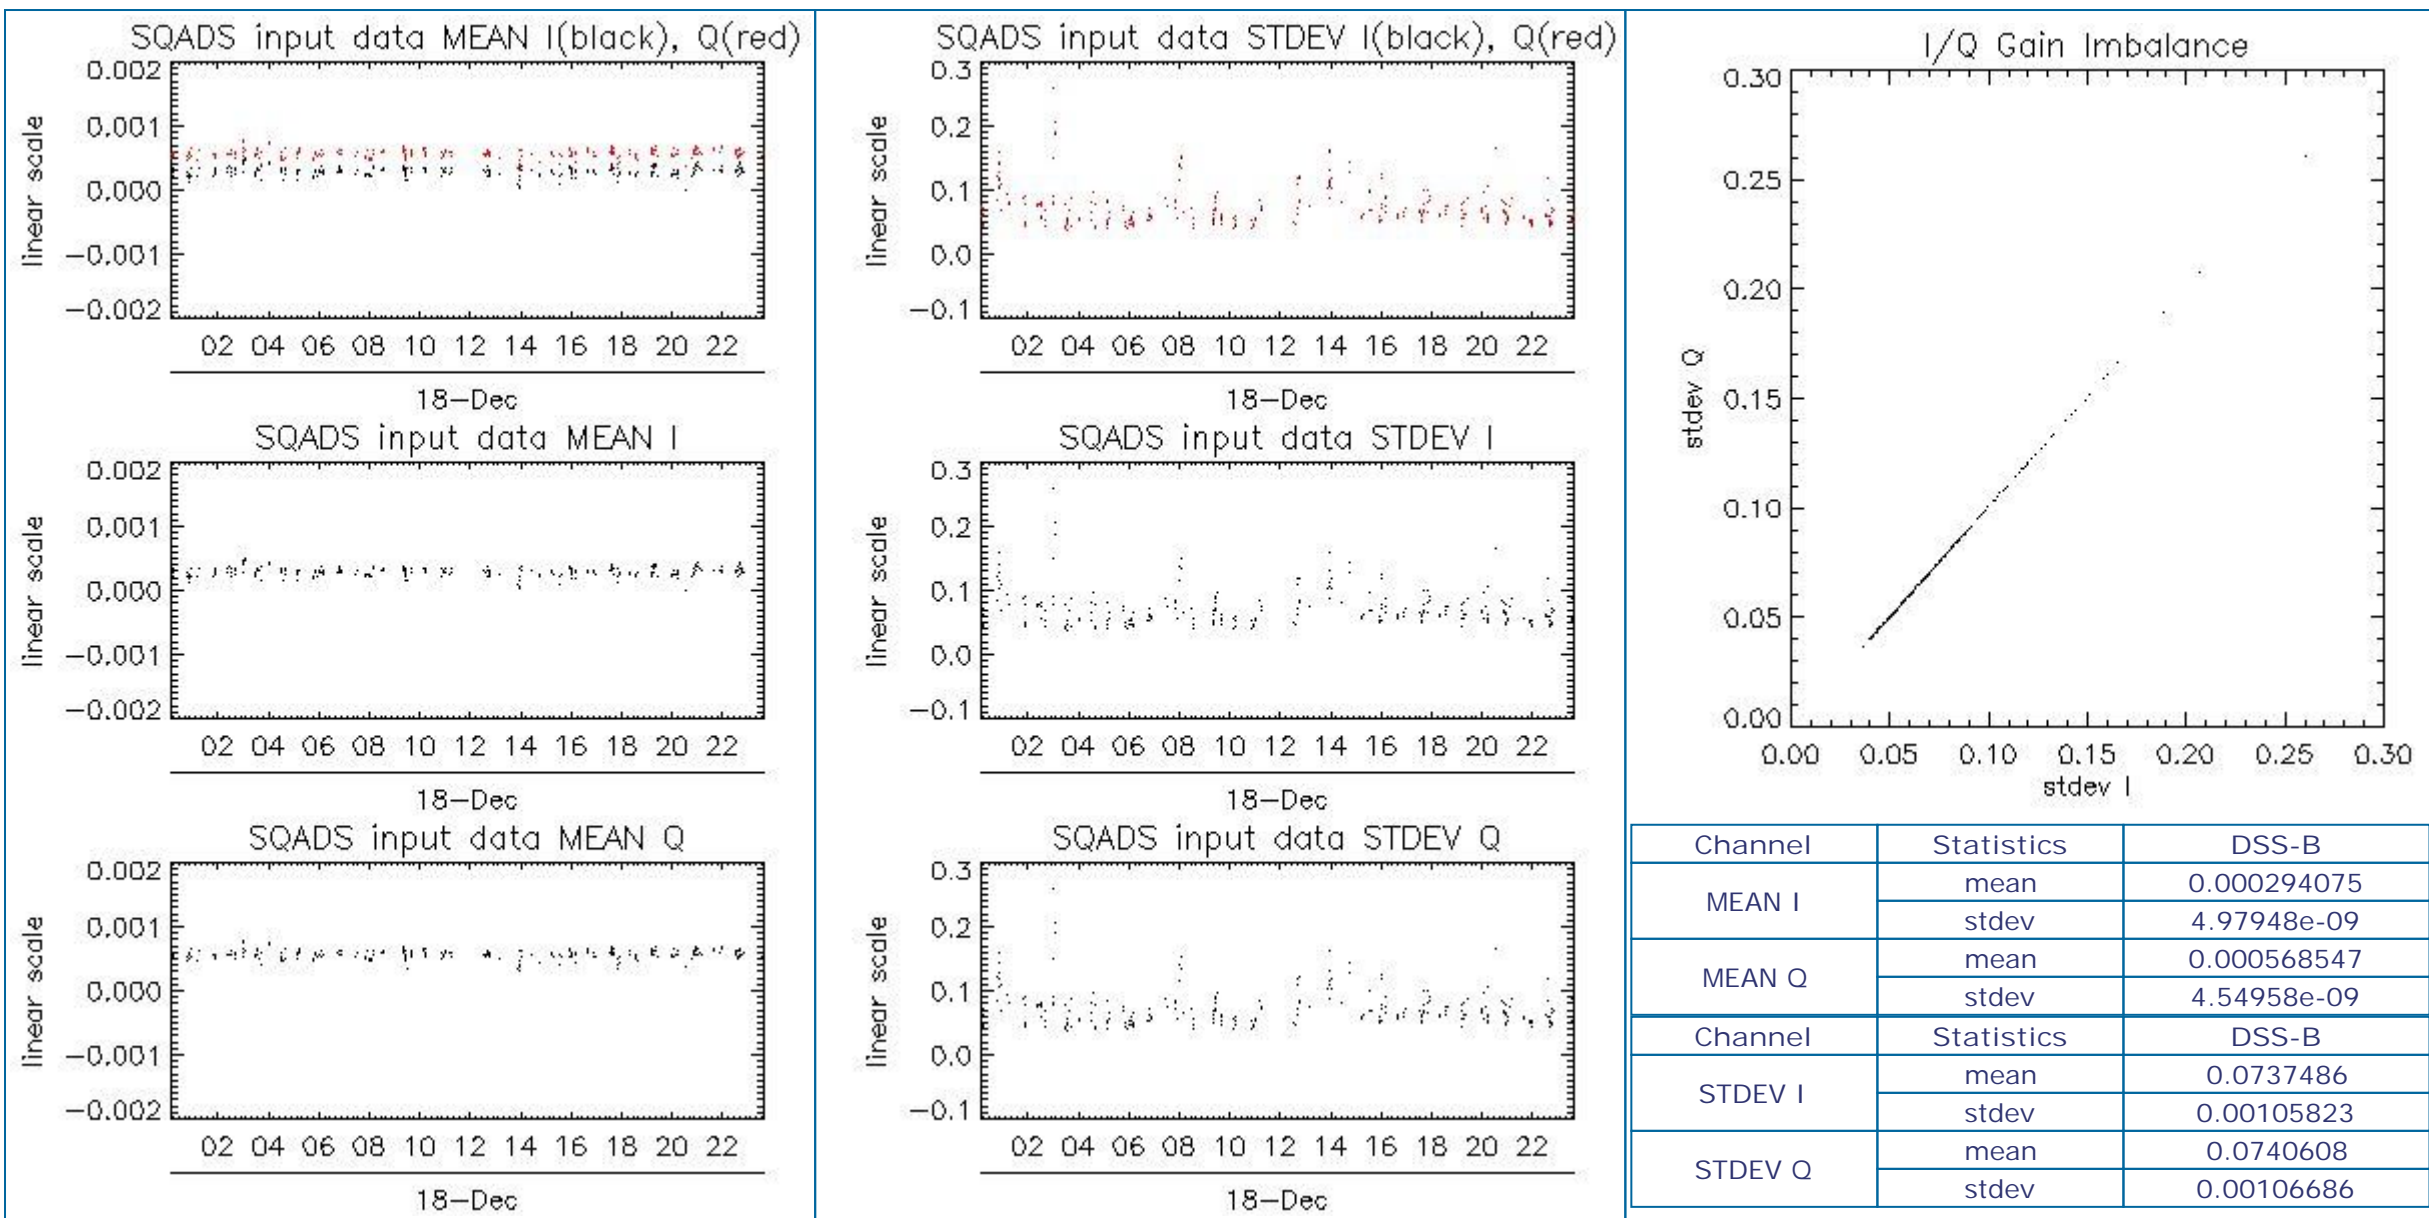 SQADS input data MEAN I(black), Q(red)
linear scale
0.002
0.001
0.000
−0.001
−0.002
02 04 06 08 10 12 14 16 18 20 22
18−Dec
SQADS input data MEAN I
linear scale
0.002
0.001
0.000
−0.001
−0.002
02 04 06 08 10 12 14 16 18 20 22
18−Dec
SQADS input data MEAN Q
linear scale
0.002
0.001
0.000
−0.001
−0.002
02 04 06 08 10 12 14 16 18 20 22
18−Dec
SQADS input data STDEV I(black), Q(red)
linear scale
0.3
0.2
0.1
0.0
−0.1
02 04 06 08 10 12 14 16 18 20 22
18−Dec
SQADS input data STDEV I
linear scale
0.3
0.2
0.1
0.0
−0.1
02 04 06 08 10 12 14 16 18 20 22
18−Dec
SQADS input data STDEV Q
linear scale
0.3
0.2
0.1
0.0
−0.1
02 04 06 08 10 12 14 16 18 20 22
18−Dec
I/Q Gain Imbalance
stdev Q
0.30
0.25
0.20
0.15
0.10
0.05
0.00
0.00 0.05 0.10 0.15 0.20 0.25 0.30
stdev I
Channel Statistics DSS-B
MEAN I mean 0.000294075
stdev 4.97948e-09
MEAN Q mean 0.000568547
stdev 4.54958e-09
Channel Statistics DSS-B
STDEV I mean 0.0737486
stdev 0.00105823
STDEV Q mean 0.0740608
stdev 0.00106686